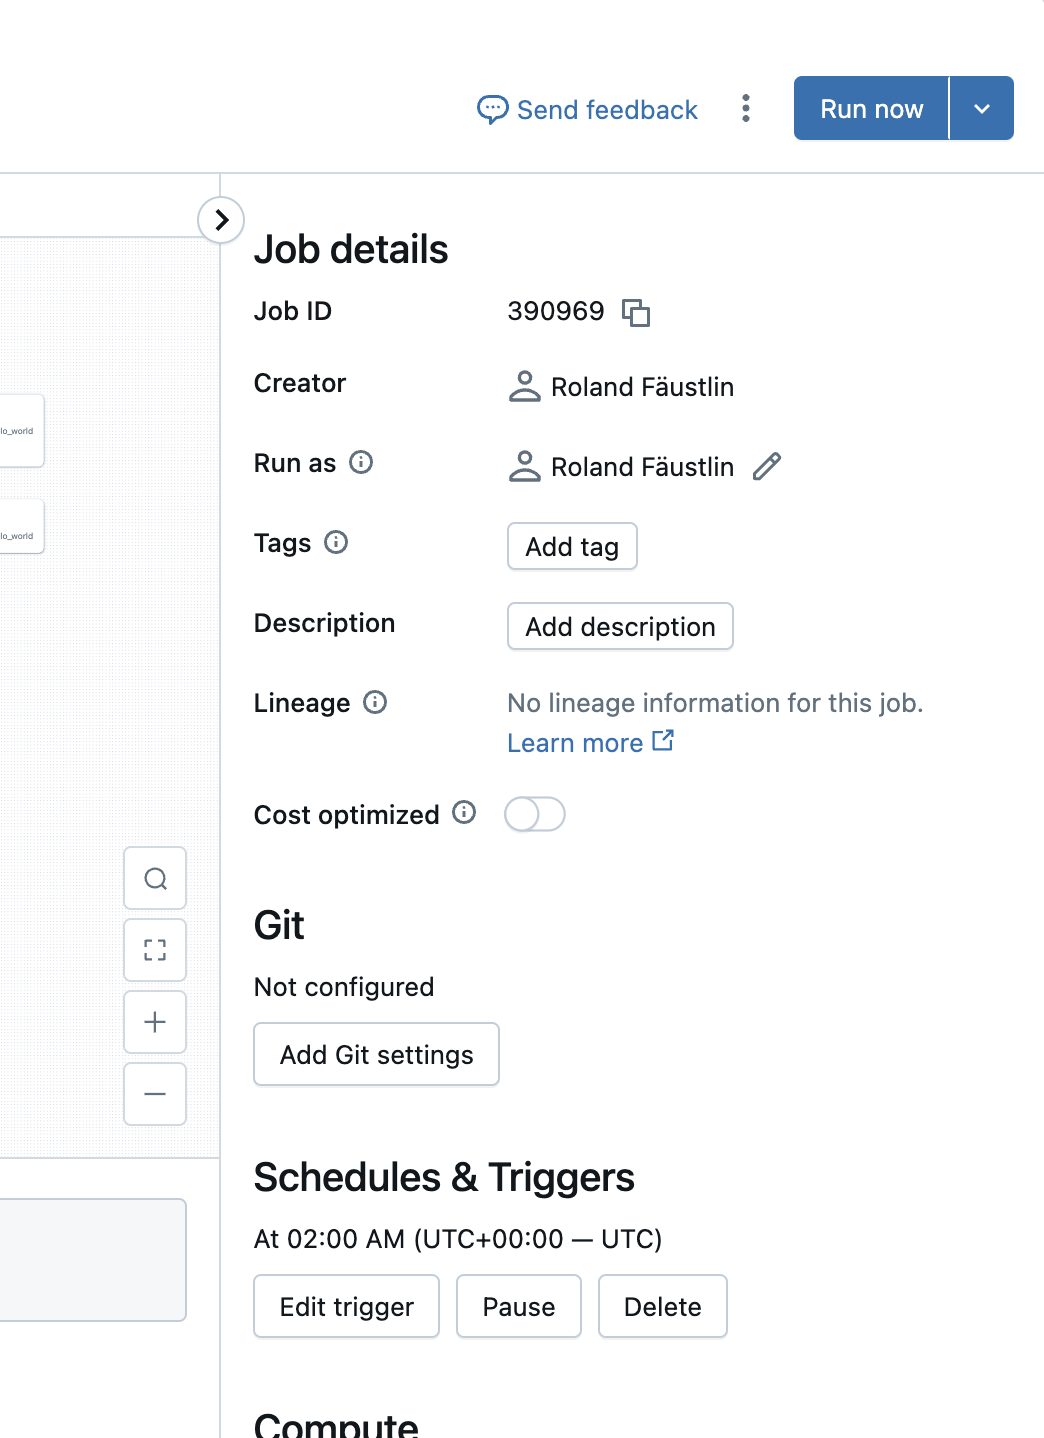 Send feedback
Run now
Job details
Job ID 390969
Creator Roland Fäustlin
Run as Roland Fäustlin
lo_world
Tags Add tag
lo_world
Description Add description
Lineage No lineage information for this job.
Learn more
Cost optimized
Git
Not configured
Add Git settings
Schedules & Triggers
At 02:00 AM (UTC+00:00 — UTC)
Edit trigger Pause Delete
Compute